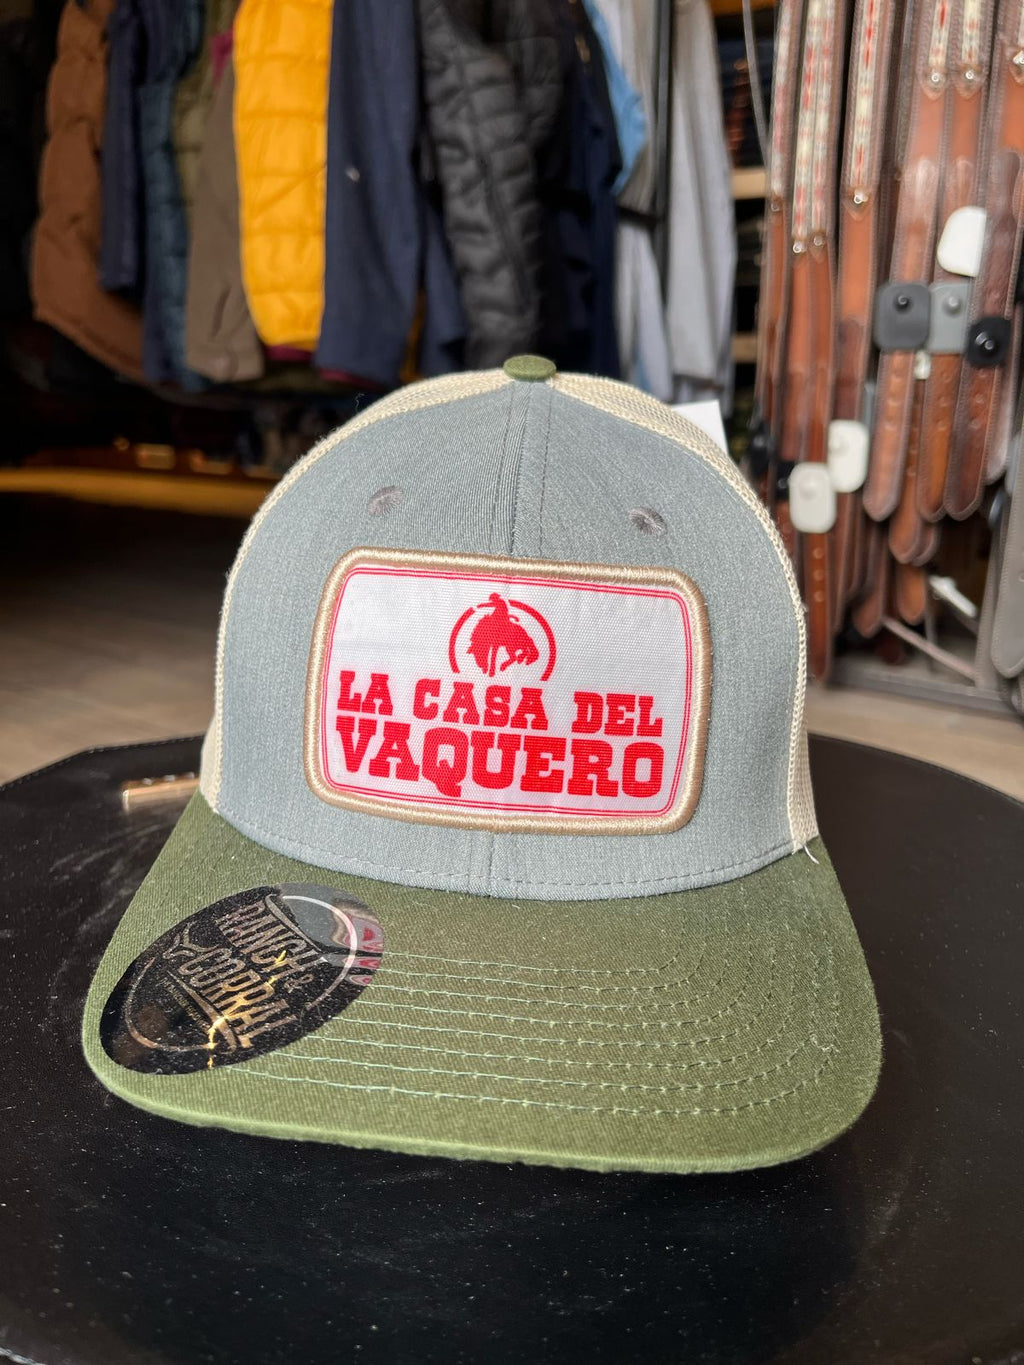 LA CASA DEL
VAQUERO
RANCH &
CORRAL